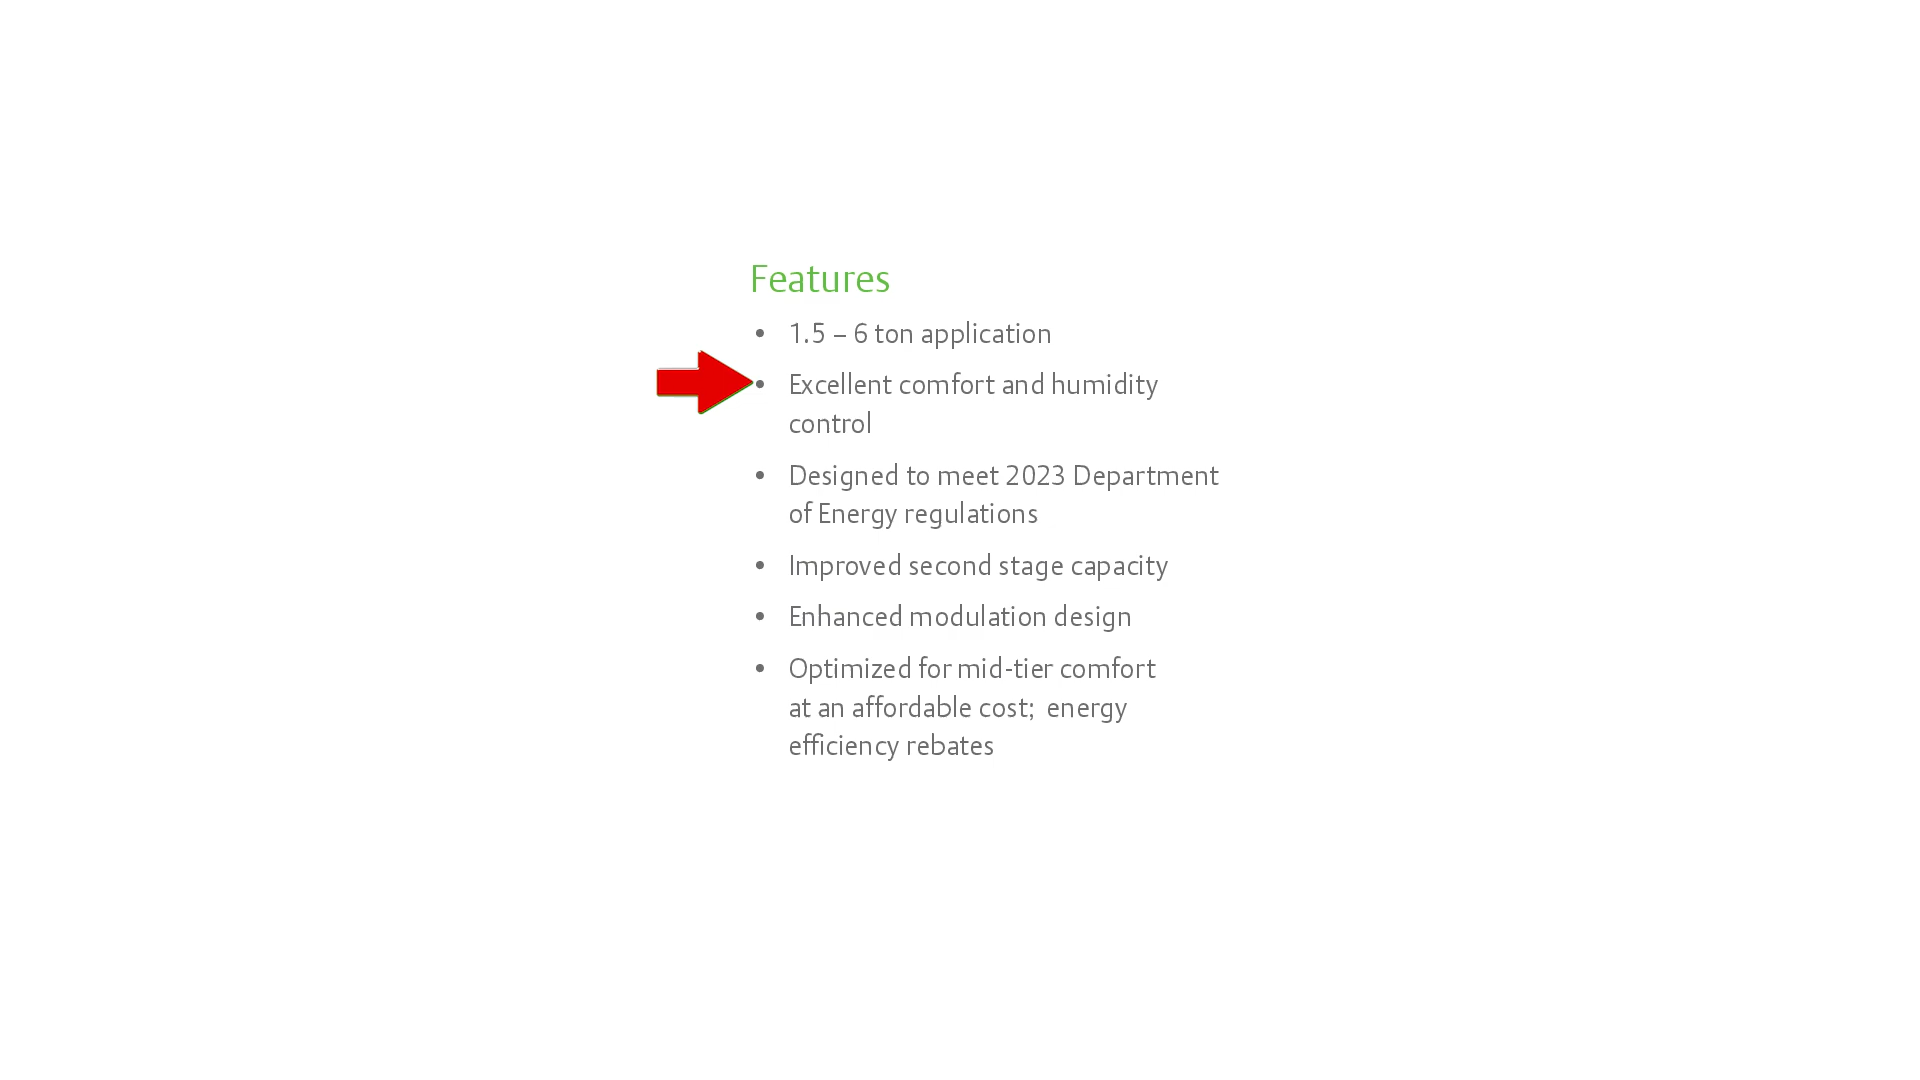 Features
• 1.5 – 6 ton application
• Excellent comfort and humidity
control
• Designed to meet 2023 Department
of Energy regulations
• Improved second stage capacity
• Enhanced modulation design
• Optimized for mid-tier comfort
at an affordable cost;  energy
efficiency rebates